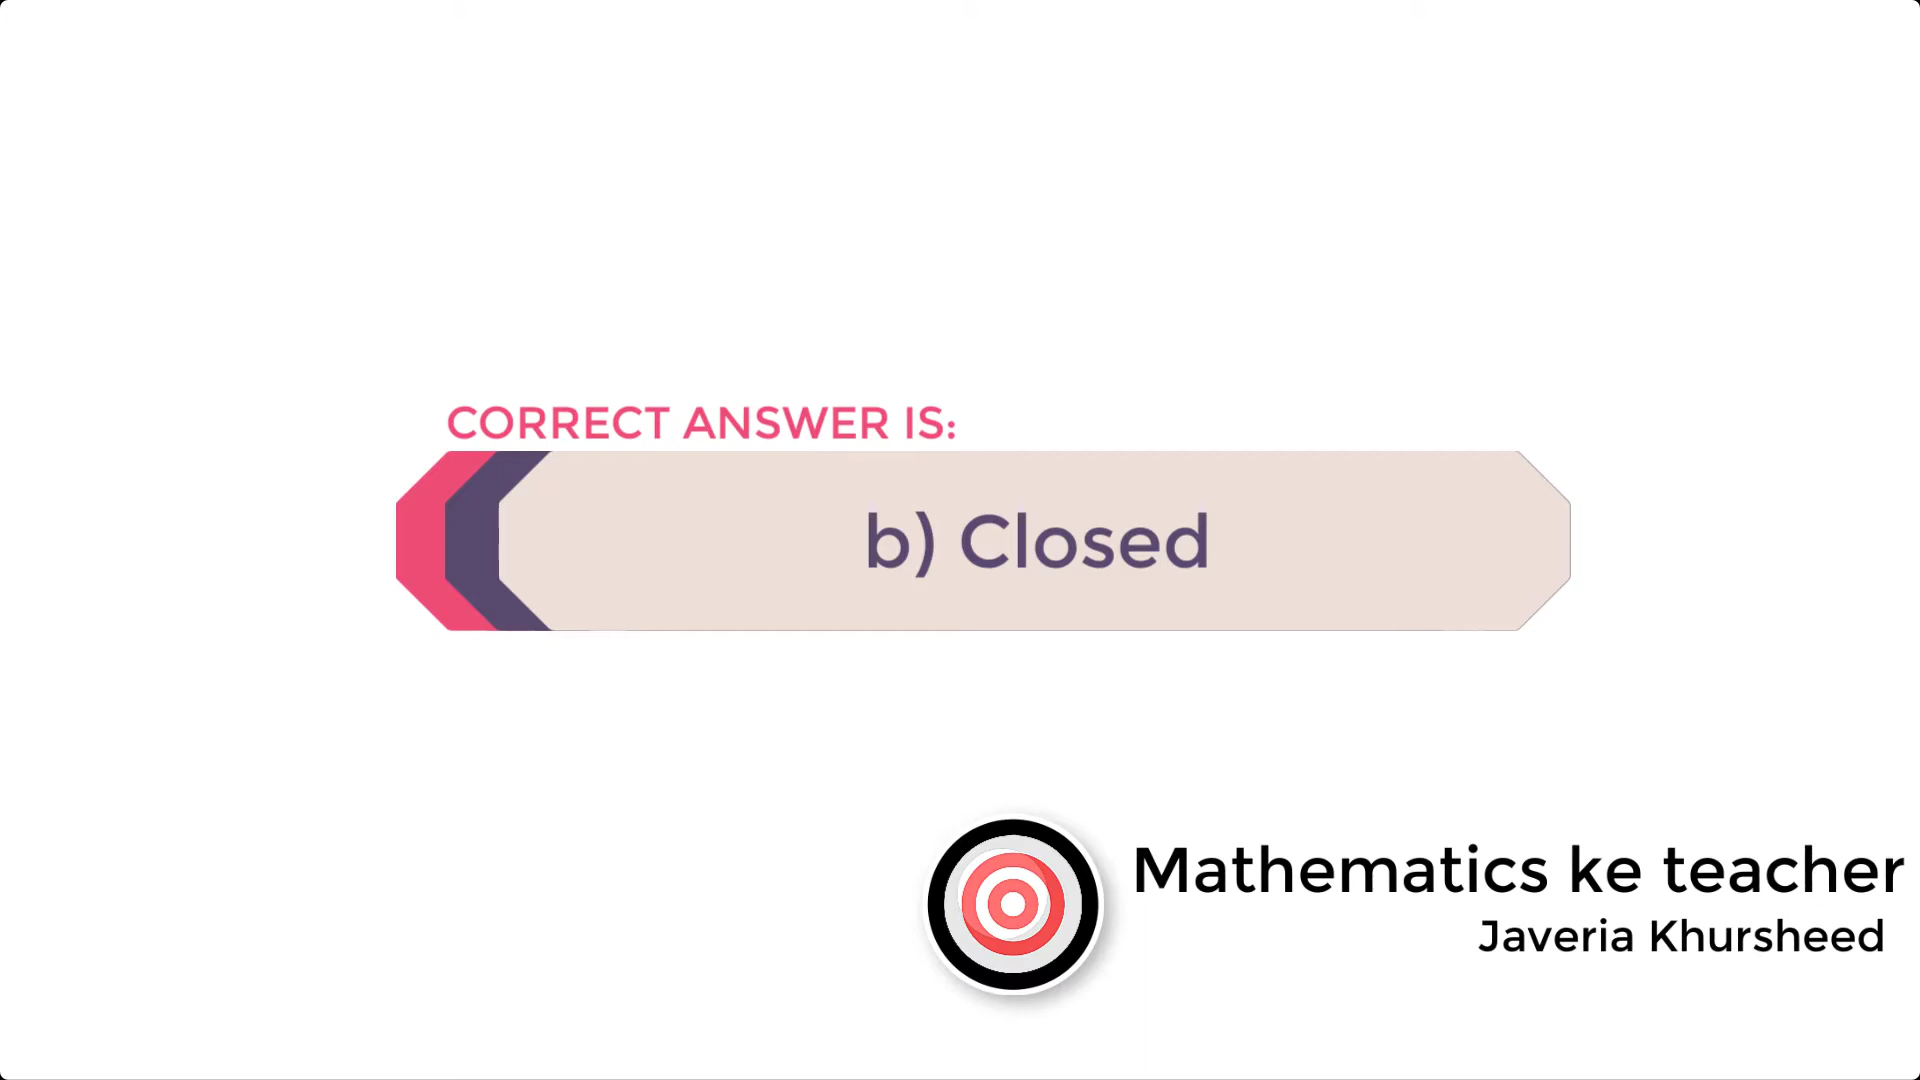 CORRECT ANSWER IS:
b) Closed
Mathematics ke teacher
Javeria Khursheed